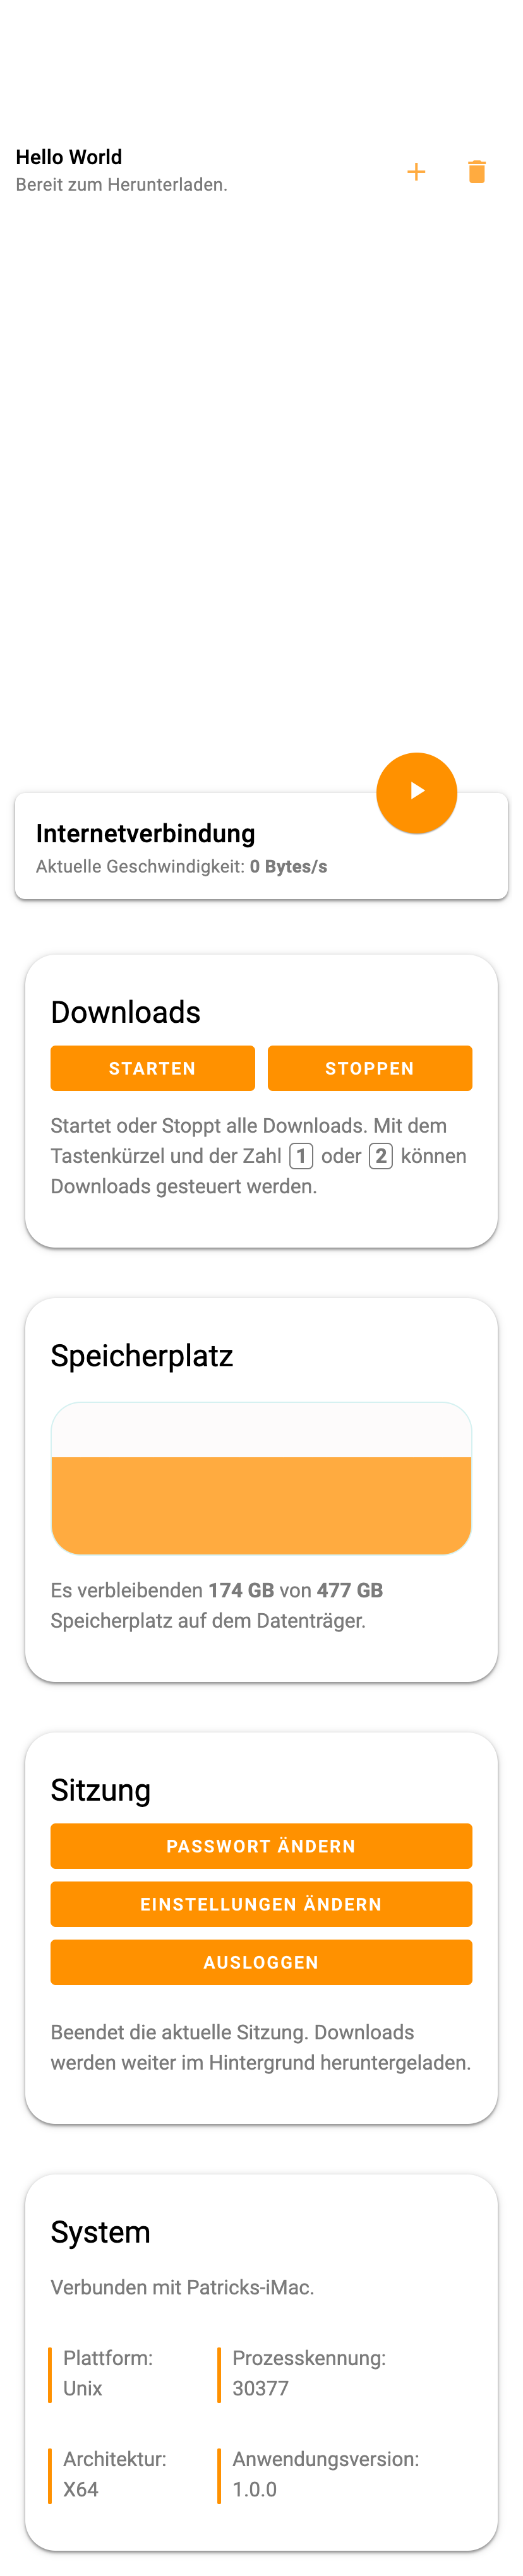 Hello World
Bereit zum Herunterladen.
Internetverbindung
Aktuelle Geschwindigkeit: 0 Bytes/s
Downloads
STARTEN STOPPEN
Startet oder Stoppt alle Downloads. Mit dem
Tastenkürzel und der Zahl 1 oder 2 können
Downloads gesteuert werden.
Speicherplatz
Es verbleibenden 174 GB von 477 GB
Speicherplatz auf dem Datenträger.
Sitzung
PASSWORT ÄNDERN
EINSTELLUNGEN ÄNDERN
AUSLOGGEN
Beendet die aktuelle Sitzung. Downloads
werden weiter im Hintergrund heruntergeladen.
System
Verbunden mit Patricks-iMac.
Plattform: Prozesskennung:
Unix 30377
Architektur: Anwendungsversion:
X64 1.0.0